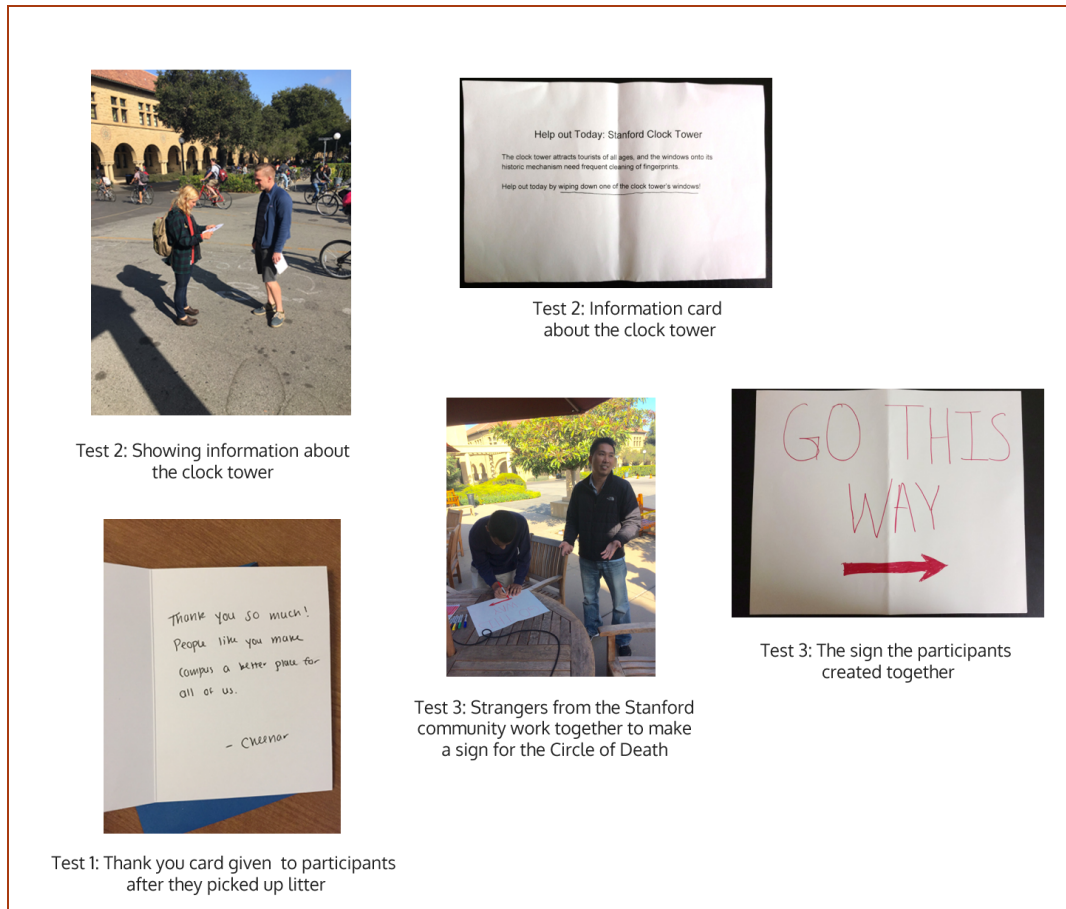 Help out Today: Stanford Clock Tower
The clock tower attracts tourists of all ages, and the windows onto its
historic mechanism need frequent cleaning of fingerprints.
Help out today by wiping down one of the clock tower's windows!
Test 2: Information card
about the clock tower
Test 2: Showing information about
the clock tower
GO THIS
WAY
Test 3: The sign the participants
created together
Test 3: Strangers from the Stanford
community work together to make
a sign for the Circle of Death
Thank you so much!
People like you make
campus a better place for
all of us.
- Cheenar
Test 1: Thank you card given  to participants
after they picked up litter